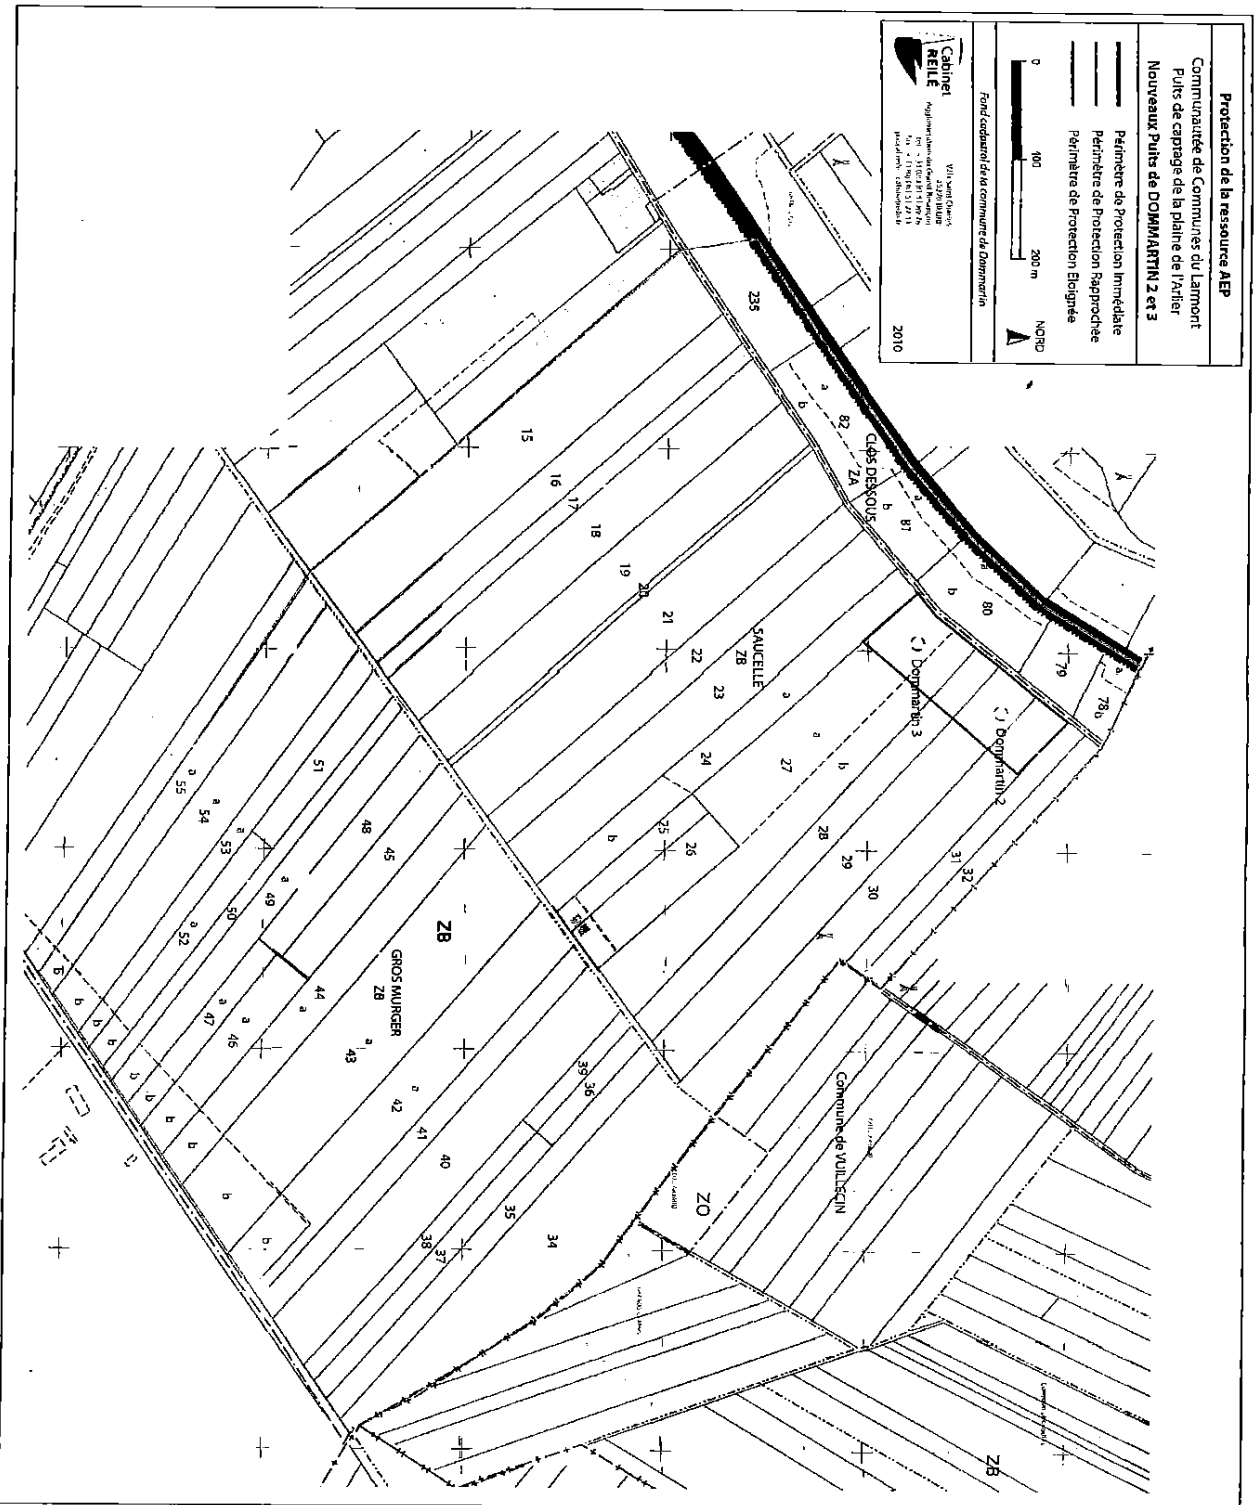 Protection de la ressource AEP
Communautée de Communes du Larmont
Puits de captage de la plaine de l'Arlier
Nouveaux Puits de DOMMARTIN 2 et 3
Périmètre de Protection Immédiate
Périmètre de Protection Rapprochée
Périmètre de Protection Eloignée
0 100 200 m
NORD
Fond cadastral de la commune de Dommartin
Cabinet
REILÉ
2010
235
a
b
82
CLOS DESSOUS
ZA
a
b
81
a
b
80
79
a
78 b
Dommartin 3
Dommartin 2
15
16
17
18
19
20
21
22
23
SAUCELLE
ZB
a
a
27
b
24
25
26
b
28
29
30
31
32
51
55
a
54
a
53
a
48
45
49
a
50
52
a
ZB
GROS MURGER
ZB
44
a
47
a
46
a
43
a
42
a
41
40
39
36
35
34
38
37
b
b
b
b
b
b
b
b
b
b
Commune de VUILLECIN
ZO
ZB